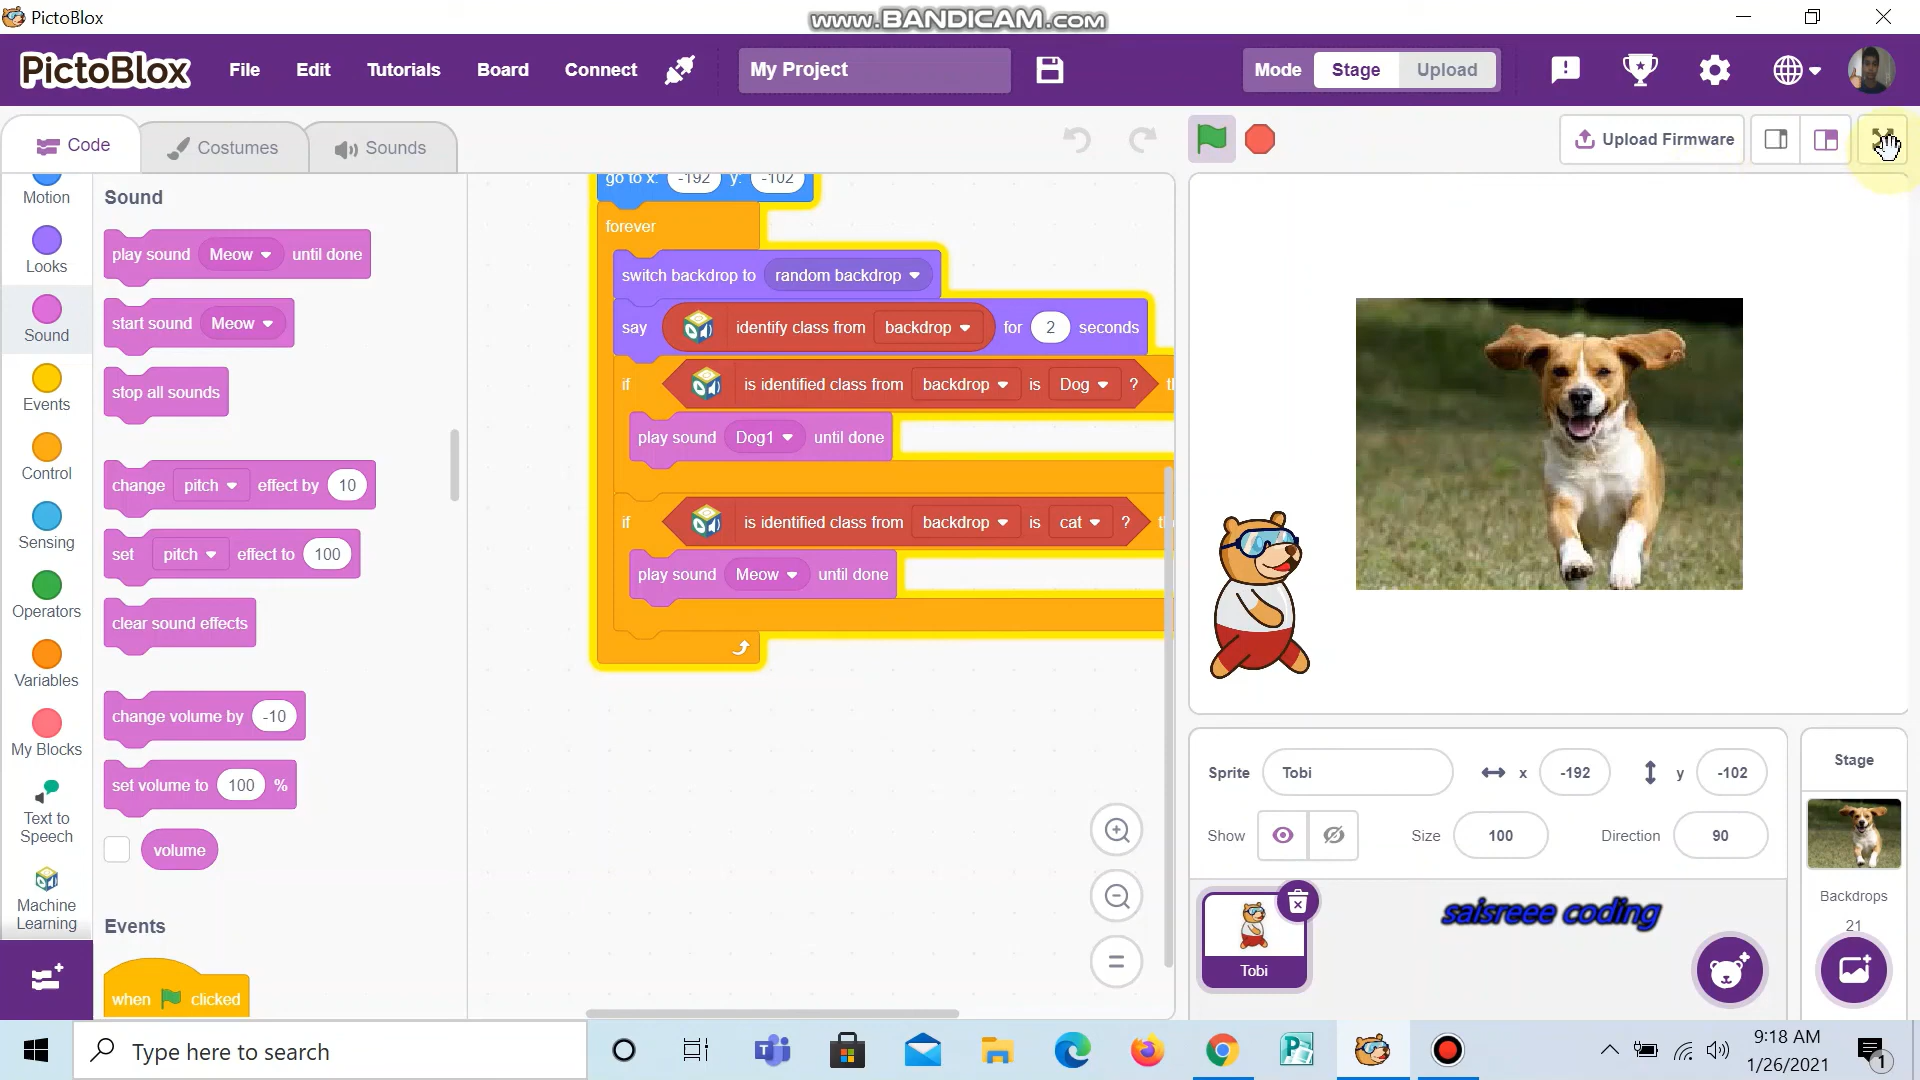 PictoBlox
www.BANDICAM.com
PictoBlox
File
Edit
Tutorials
Board
Connect
My Project
Mode
Stage
Upload
Code
Costumes
Sounds
Upload Firmware
Motion
Looks
Sound
Events
Control
Sensing
Operators
Variables
My Blocks
Text to
Speech
Machine
Learning
Sound
play sound Meow until done
start sound Meow
stop all sounds
change pitch effect by 10
set pitch effect to 100
clear sound effects
change volume by -10
set volume to 100 %
volume
Events
when clicked
go to x: -192 y: -102
forever
switch backdrop to random backdrop
say identify class from backdrop for 2 seconds
if is identified class from backdrop is Dog ?
play sound Dog1 until done
if is identified class from backdrop is cat ?
play sound Meow until done
Sprite Tobi x -192 y -102
Show Size 100 Direction 90
Tobi
saisreee coding
Stage
Backdrops
21
Type here to search
9:18 AM
1/26/2021
1